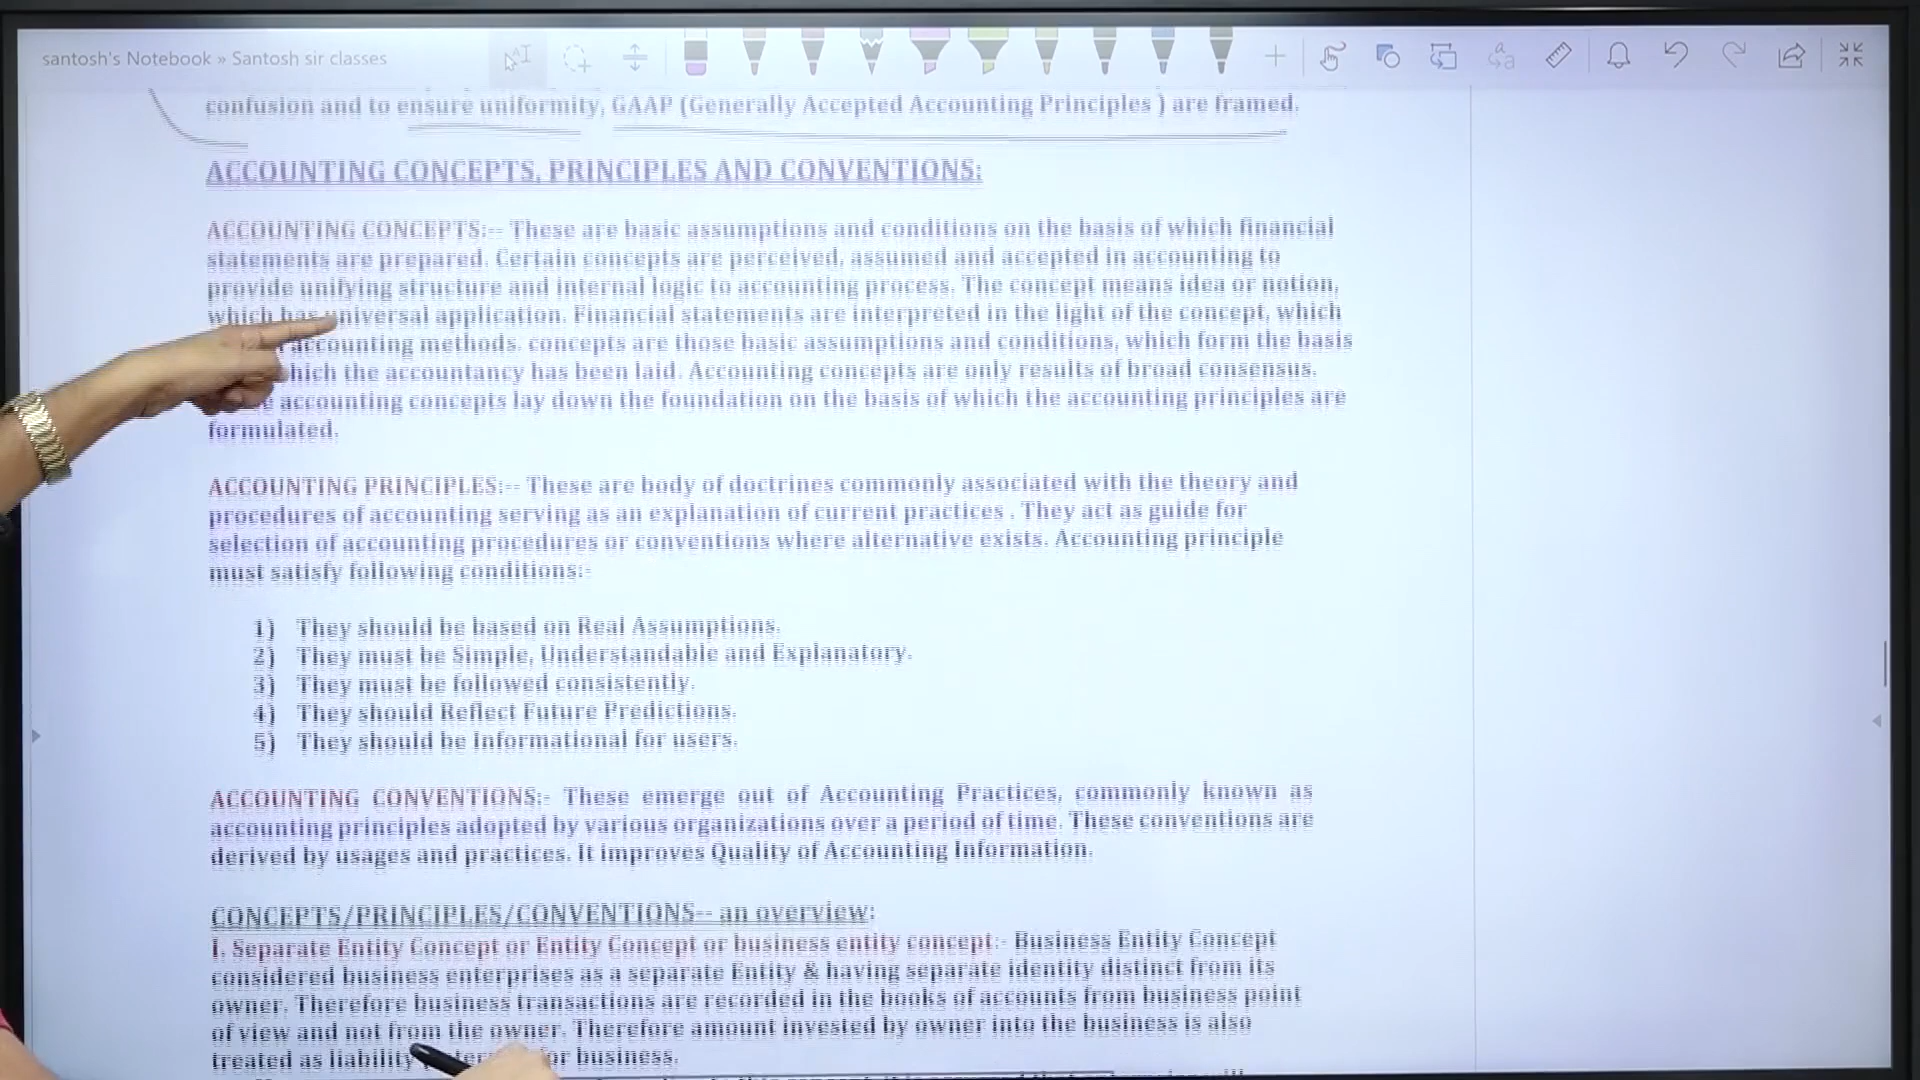 santosh's Notebook » Santosh sir classes
confusion and to ensure uniformity, GAAP (Generally Accepted Accounting Principles ) are framed.
ACCOUNTING CONCEPTS, PRINCIPLES AND CONVENTIONS:
ACCOUNTING CONCEPTS:-- These are basic assumptions and conditions on the basis of which financial
statements are prepared. Certain concepts are perceived, assumed and accepted in accounting to
provide unifying structure and internal logic to accounting process. The concept means idea or notion,
which has universal application. Financial statements are interpreted in the light of the concept, which
accounting methods. concepts are those basic assumptions and conditions, which form the basis
which the accountancy has been laid. Accounting concepts are only results of broad consensus.
accounting concepts lay down the foundation on the basis of which the accounting principles are
formulated.
ACCOUNTING PRINCIPLES:-- These are body of doctrines commonly associated with the theory and
procedures of accounting serving as an explanation of current practices . They act as guide for
selection of accounting procedures or conventions where alternative exists. Accounting principle
must satisfy following conditions:-
1) They should be based on Real Assumptions.
2) They must be Simple, Understandable and Explanatory.
3) They must be followed consistently.
4) They should Reflect Future Predictions.
5) They should be Informational for users.
ACCOUNTING CONVENTIONS:- These emerge out of Accounting Practices, commonly known as
accounting principles adopted by various organizations over a period of time. These conventions are
derived by usages and practices. It improves Quality of Accounting Information.
CONCEPTS/PRINCIPLES/CONVENTIONS-- an overview:
I. Separate Entity Concept or Entity Concept or business entity concept:- Business Entity Concept
considered business enterprises as a separate Entity & having separate identity distinct from its
owner. Therefore business transactions are recorded in the books of accounts from business point
of view and not from the owner. Therefore amount invested by owner into the business is also
treated as liability for business.